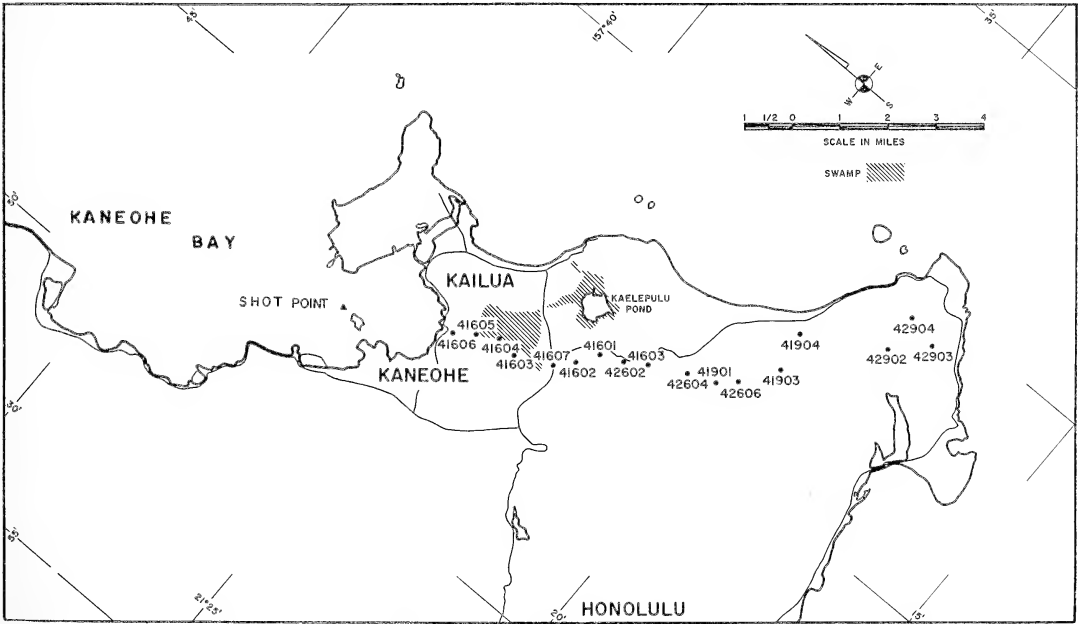 45'
157°40'
35'
E
W
S
1 1/2 0 1 2 3 4
SCALE IN MILES
SWAMP
50'
KANEOHE
BAY
KAILUA
SHOT POINT
KAELEPULU
POND
41605
41606
41604
41603
41607
41601
41602
42602
41603
KANEOHE
42604
41901
42606
41903
41904
42904
42902
42903
30'
55'
21°25'
20'
15'
HONOLULU